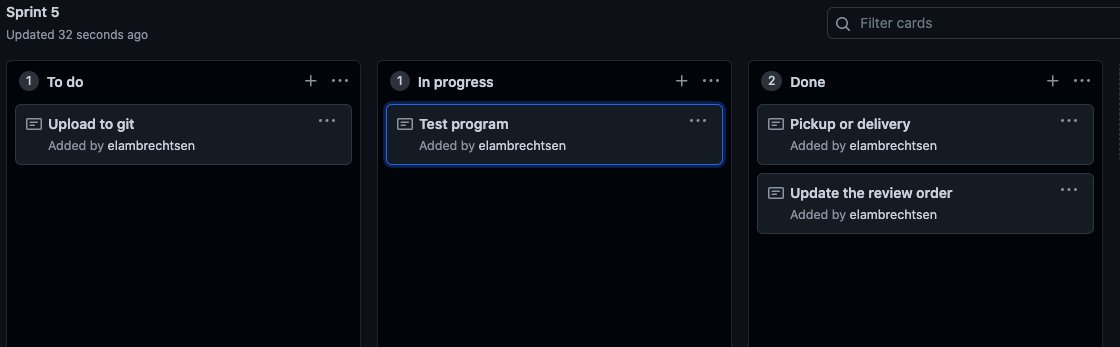 Sprint 5
Updated 32 seconds ago
Filter cards
1 To do
Upload to git
Added by elambrechtsen
1 In progress
Test program
Added by elambrechtsen
2 Done
Pickup or delivery
Added by elambrechtsen
Update the review order
Added by elambrechtsen